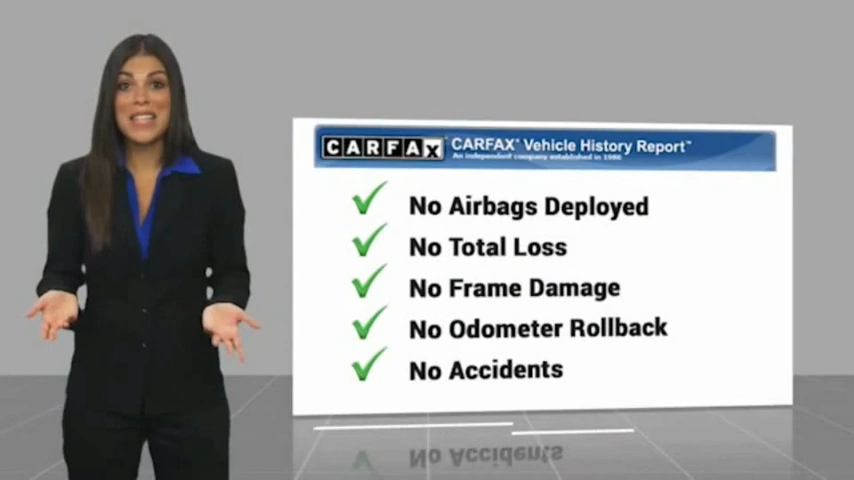 CARFAX CARFAX® Vehicle History Report™
An independent company established in 1986
No Airbags Deployed
No Total Loss
No Frame Damage
No Odometer Rollback
No Accidents
No Accidents